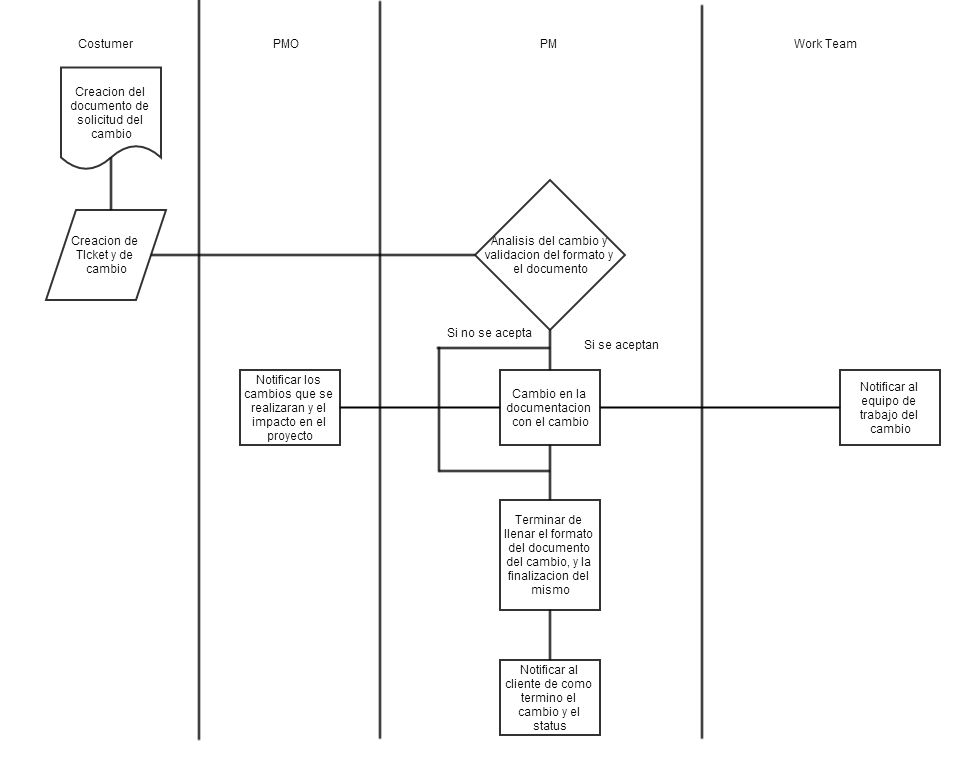 Costumer
PMO
PM
Work Team
Creacion del
documento de
solicitud del
cambio
Creacion de
TIcket y de
cambio
Analisis del cambio y
validacion del formato y
el documento
Si no se acepta
Si se aceptan
Notificar los
cambios que se
realizaran y el
impacto en el
proyecto
Cambio en la
documentacion
con el cambio
Notificar al
equipo de
trabajo del
cambio
Terminar de
llenar el formato
del documento
del cambio, y la
finalizacion del
mismo
Notificar al
cliente de como
termino el
cambio y el
status